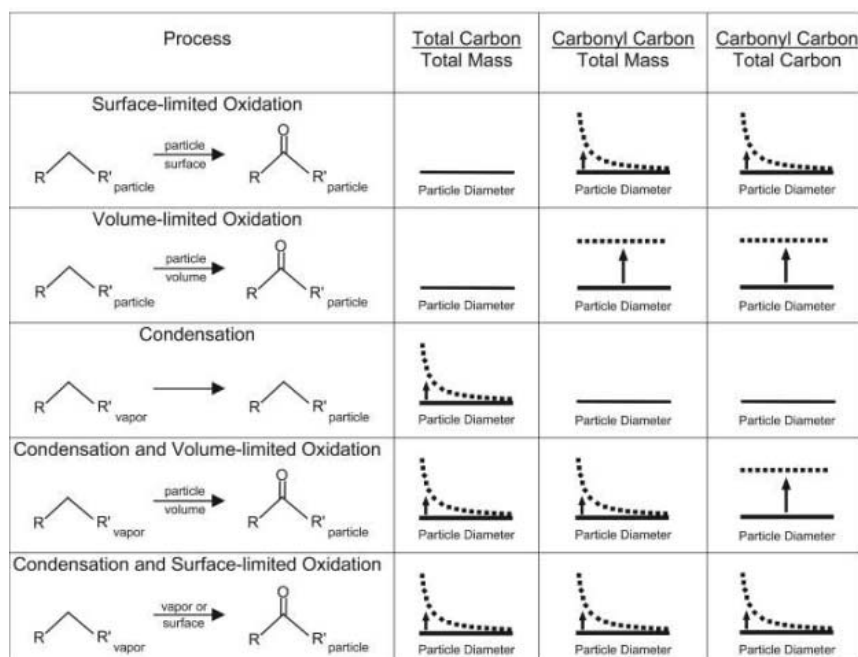 Process
Total Carbon
Total Mass
Carbonyl Carbon
Total Mass
Carbonyl Carbon
Total Carbon
Surface-limited Oxidation
R R' particle
particle
surface
O
R R' particle
Particle Diameter
Particle Diameter
Particle Diameter
Volume-limited Oxidation
R R' particle
particle
volume
O
R R' particle
Particle Diameter
Particle Diameter
Particle Diameter
Condensation
R R' vapor
R R' particle
Particle Diameter
Particle Diameter
Particle Diameter
Condensation and Volume-limited Oxidation
R R' vapor
particle
volume
O
R R' particle
Particle Diameter
Particle Diameter
Particle Diameter
Condensation and Surface-limited Oxidation
R R' vapor
vapor or
surface
O
R R' particle
Particle Diameter
Particle Diameter
Particle Diameter